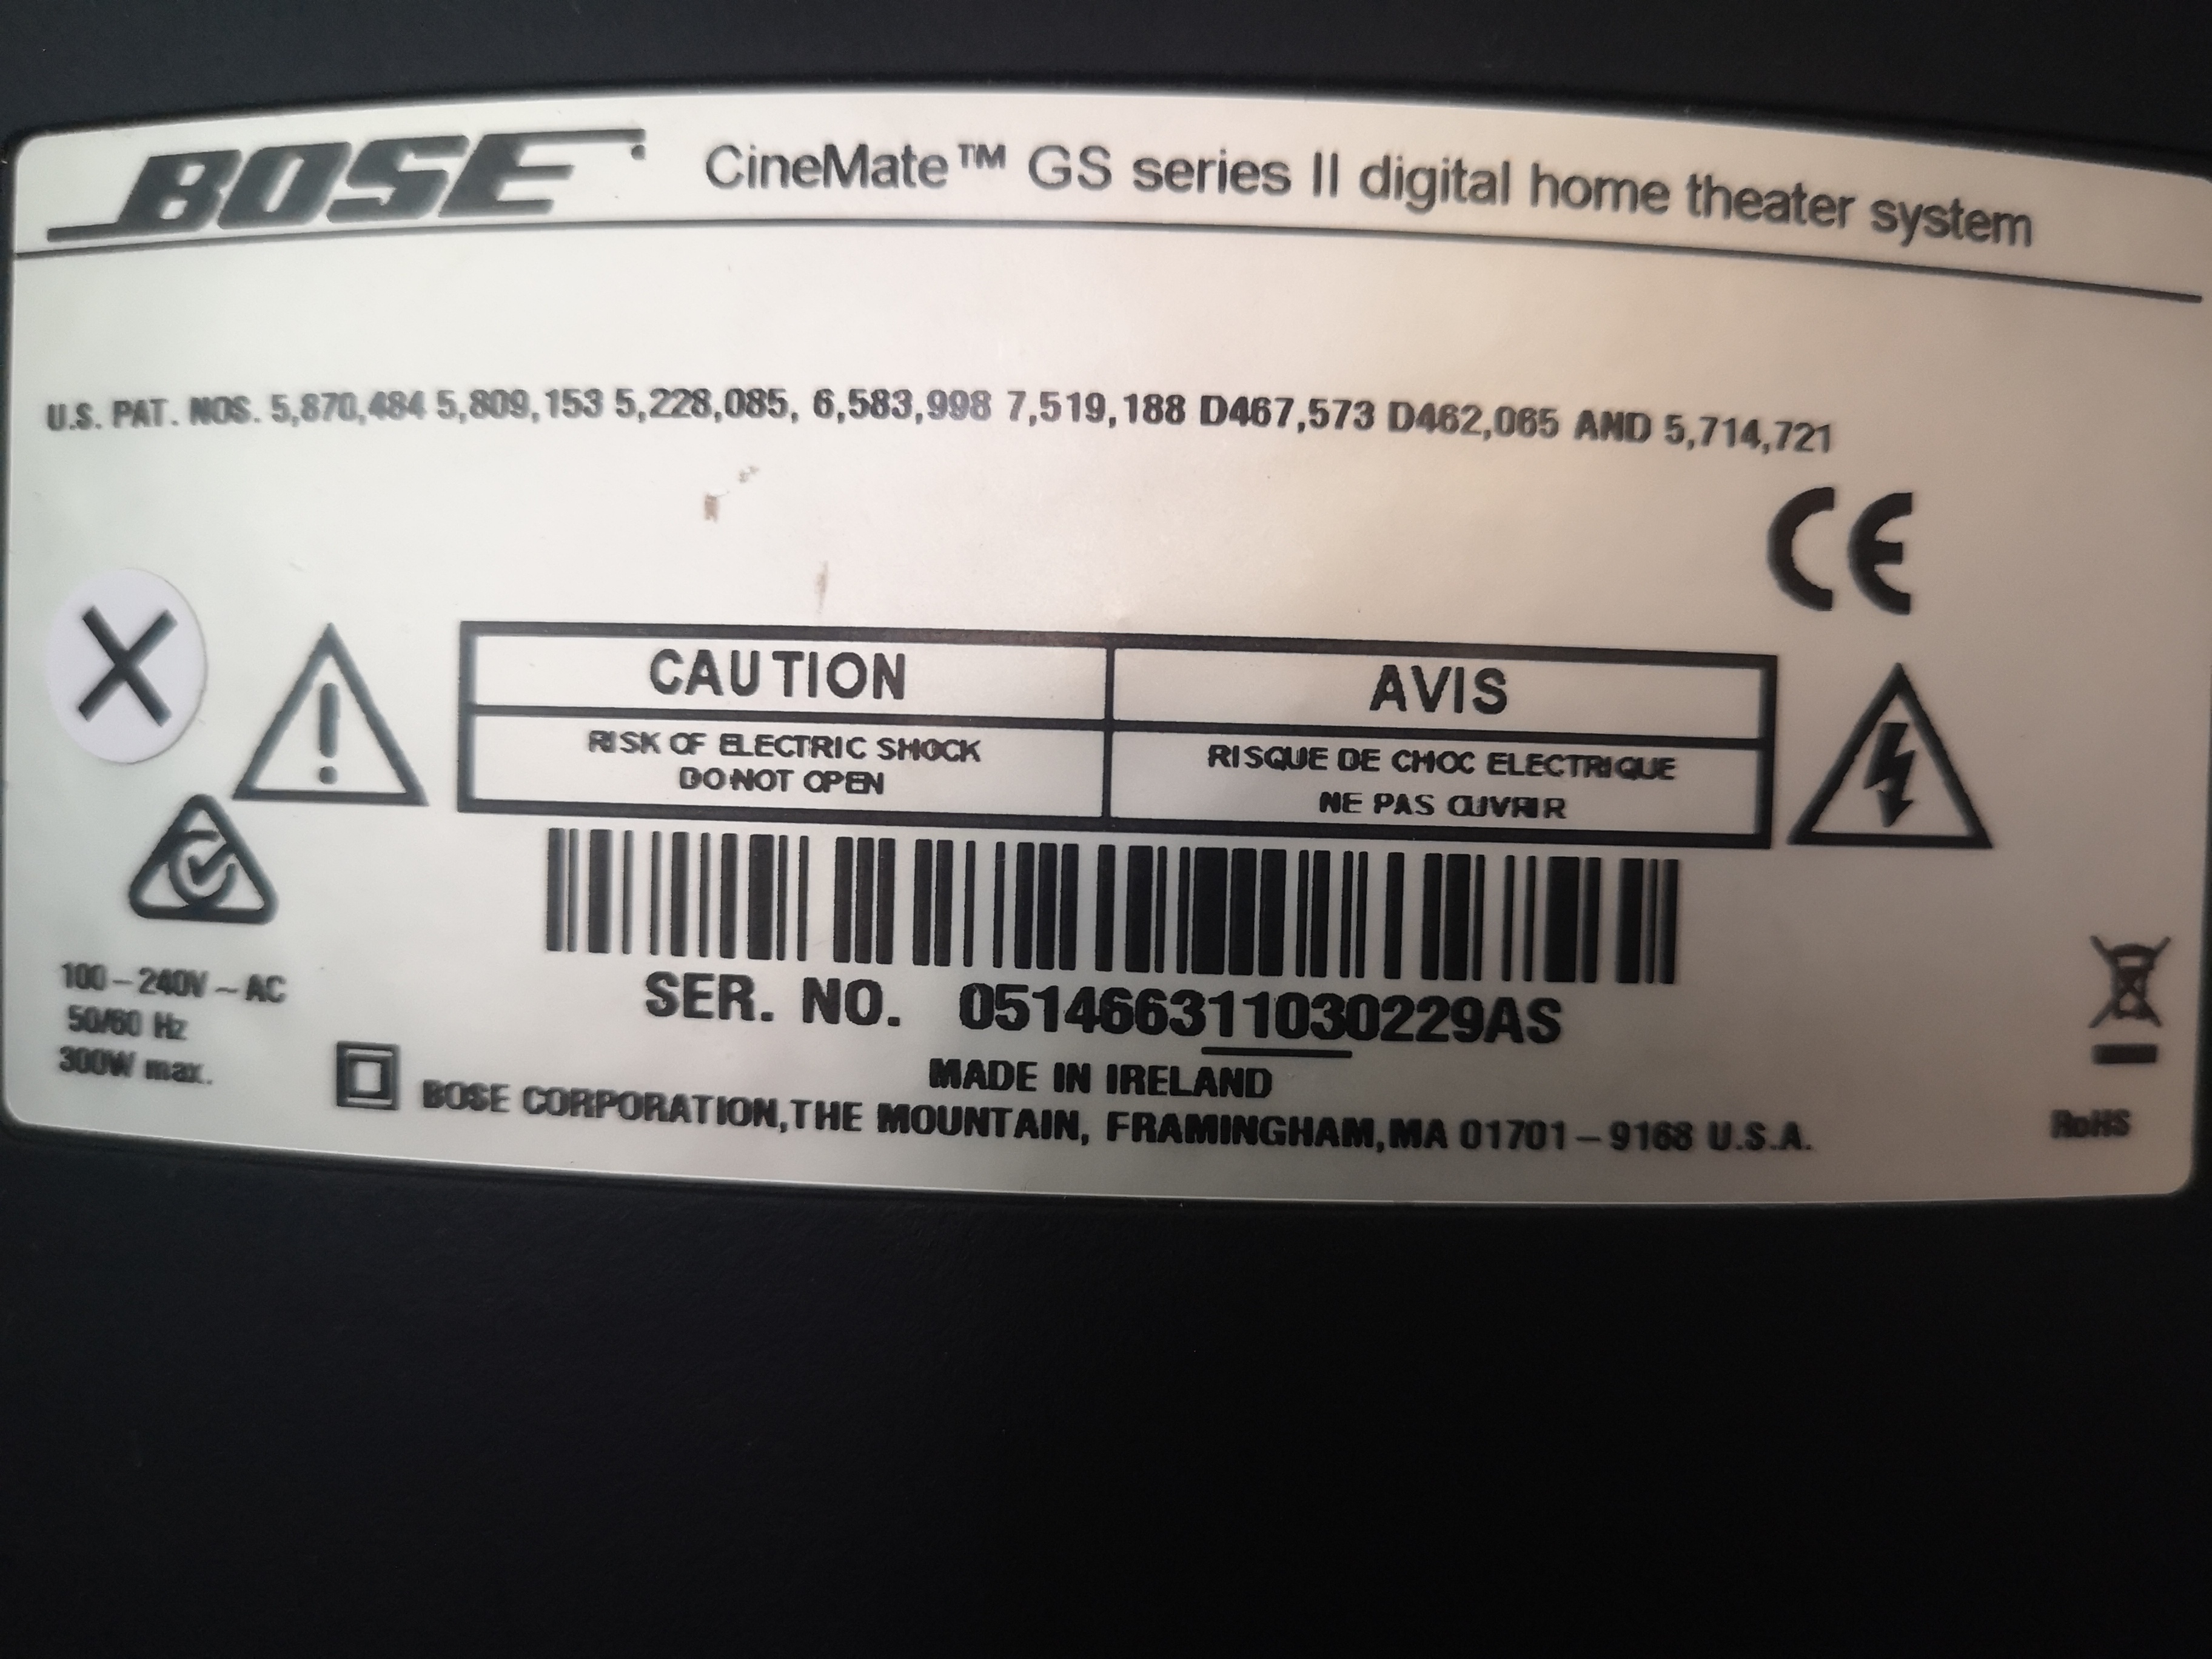 BOSE CineMate™ GS series II digital home theater system
U.S. PAT. NOS. 5,870,484 5,809,153 5,228,085, 6,583,998 7,519,188 D467,573 D462,065 AND 5,714,721
CE
X
CAUTION
RISK OF ELECTRIC SHOCK
DO NOT OPEN
AVIS
RISQUE DE CHOC ELECTRIQUE
NE PAS OUVRIR
100-240V~AC
50/60 Hz
300W max.
SER. NO. 051466311030229AS
MADE IN IRELAND
BOSE CORPORATION,THE MOUNTAIN, FRAMINGHAM,MA 01701-9168 U.S.A.
RoHS